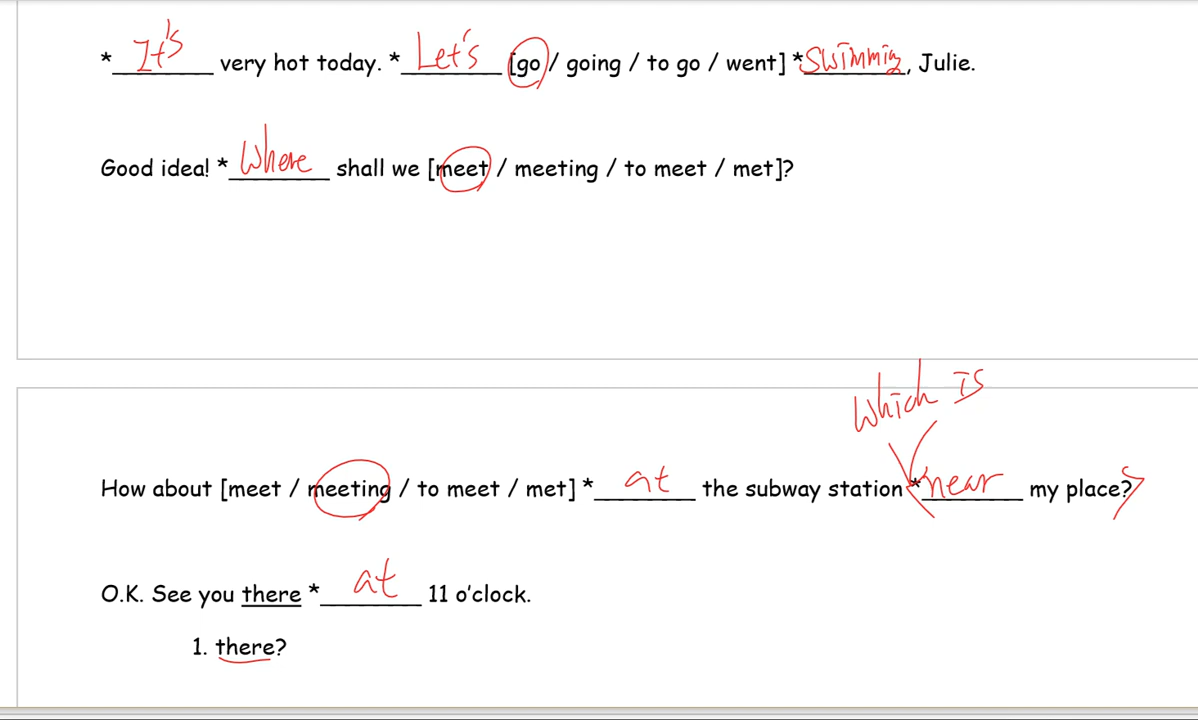 * It's very hot today. * Let's [go / going / to go / went] * Swimming, Julie.
Good idea! * Where shall we [meet / meeting / to meet / met]?
which is
How about [meet / meeting / to meet / met] * at the subway station * near my place?
O.K. See you there * at 11 o'clock.
1. there?